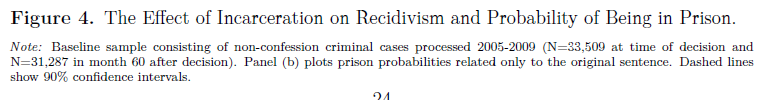 Figure 4. The Effect of Incarceration on Recidivism and Probability of Being in Prison.
Note: Baseline sample consisting of non-confession criminal cases processed 2005-2009 (N=33,509 at time of decision and
N=31,287 in month 60 after decision). Panel (b) plots prison probabilities related only to the original sentence. Dashed lines
show 90% confidence intervals.
24